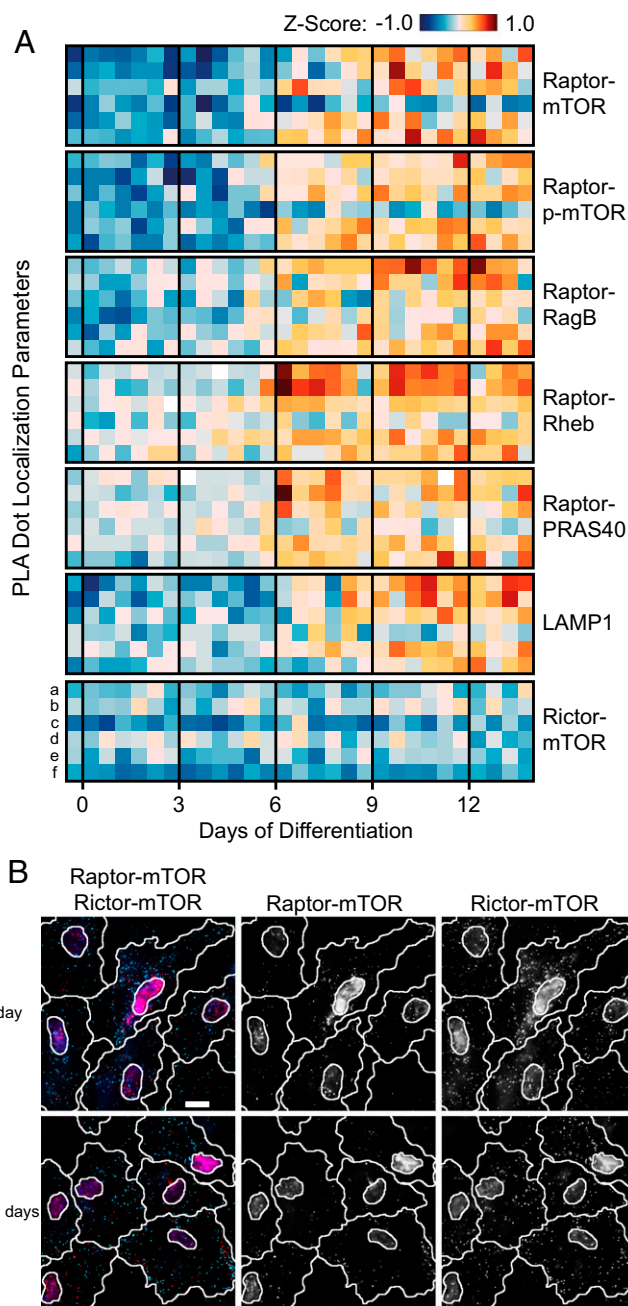 Z-Score: -1.0 1.0
A
Raptor-
mTOR
Raptor-
p-mTOR
Raptor-
RagB
Raptor-
Rheb
Raptor-
PRAS40
LAMP1
Rictor-
mTOR
PLA Dot Localization Parameters
a
b
c
d
e
f
0 3 6 9 12
Days of Differentiation
B
Raptor-mTOR
Rictor-mTOR
Raptor-mTOR
Rictor-mTOR
day
days